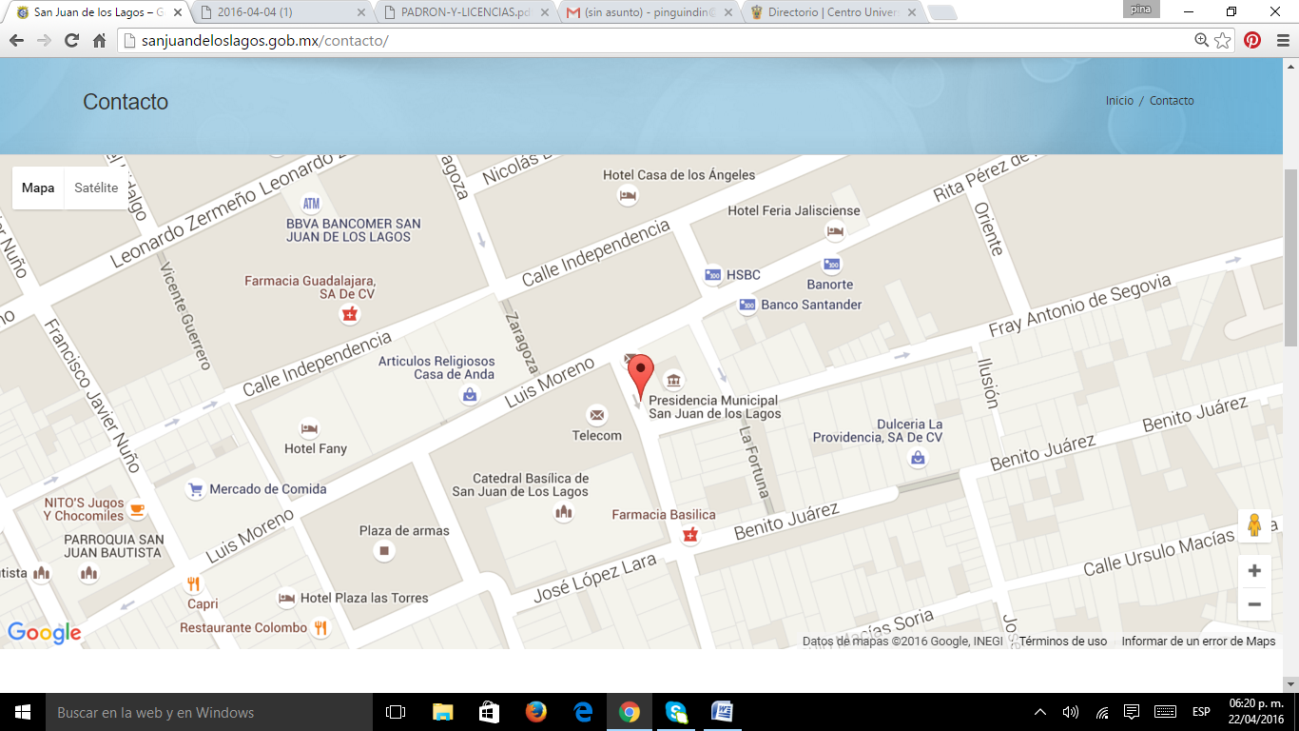 San Juan de los Lagos – G
2016-04-04 (1)
PADRON-Y-LICENCIAS.pd
(sin asunto) - pinguindin@
Directorio | Centro Univer
pina
sanjuandeloslagos.gob.mx/contacto/
Contacto
Inicio / Contacto
Mapa
Satélite
Leonardo Zermeño
Leonardo Z
Nicolás
Hotel Casa de los Ángeles
Rita Pérez de
Hotel Feria Jalisciense
Oriente
ATM
BBVA BANCOMER SAN
JUAN DE LOS LAGOS
Calle Independencia
HSBC
Banorte
Banco Santander
Vicente Guerrero
Farmacia Guadalajara,
SA De CV
Fray Antonio de Segovia
Francisco Javier Nuño
Zaragoza
Calle Independencia
Articulos Religiosos
Casa de Anda
Luis Moreno
Ilusión
Presidencia Municipal
San Juan de los Lagos
Telecom
Dulceria La
Providencia, SA De CV
Benito Juárez
Benito Juárez
La Fortuna
Hotel Fany
Mercado de Comida
Catedral Basílica de
San Juan de Los Lagos
NITO'S Jugos
Y Chocomiles
Farmacia Basilica
Benito Juárez
Luis Moreno
Plaza de armas
PARROQUIA SAN
JUAN BAUTISTA
tista
José López Lara
Calle Ursulo Macías
Capri
Hotel Plaza las Torres
Restaurante Colombo
Macías Soria
Google
Datos de mapas ©2016 Google, INEGI
Términos de uso
Informar de un error de Maps
Buscar en la web y en Windows
ESP
06:20 p. m.
22/04/2016